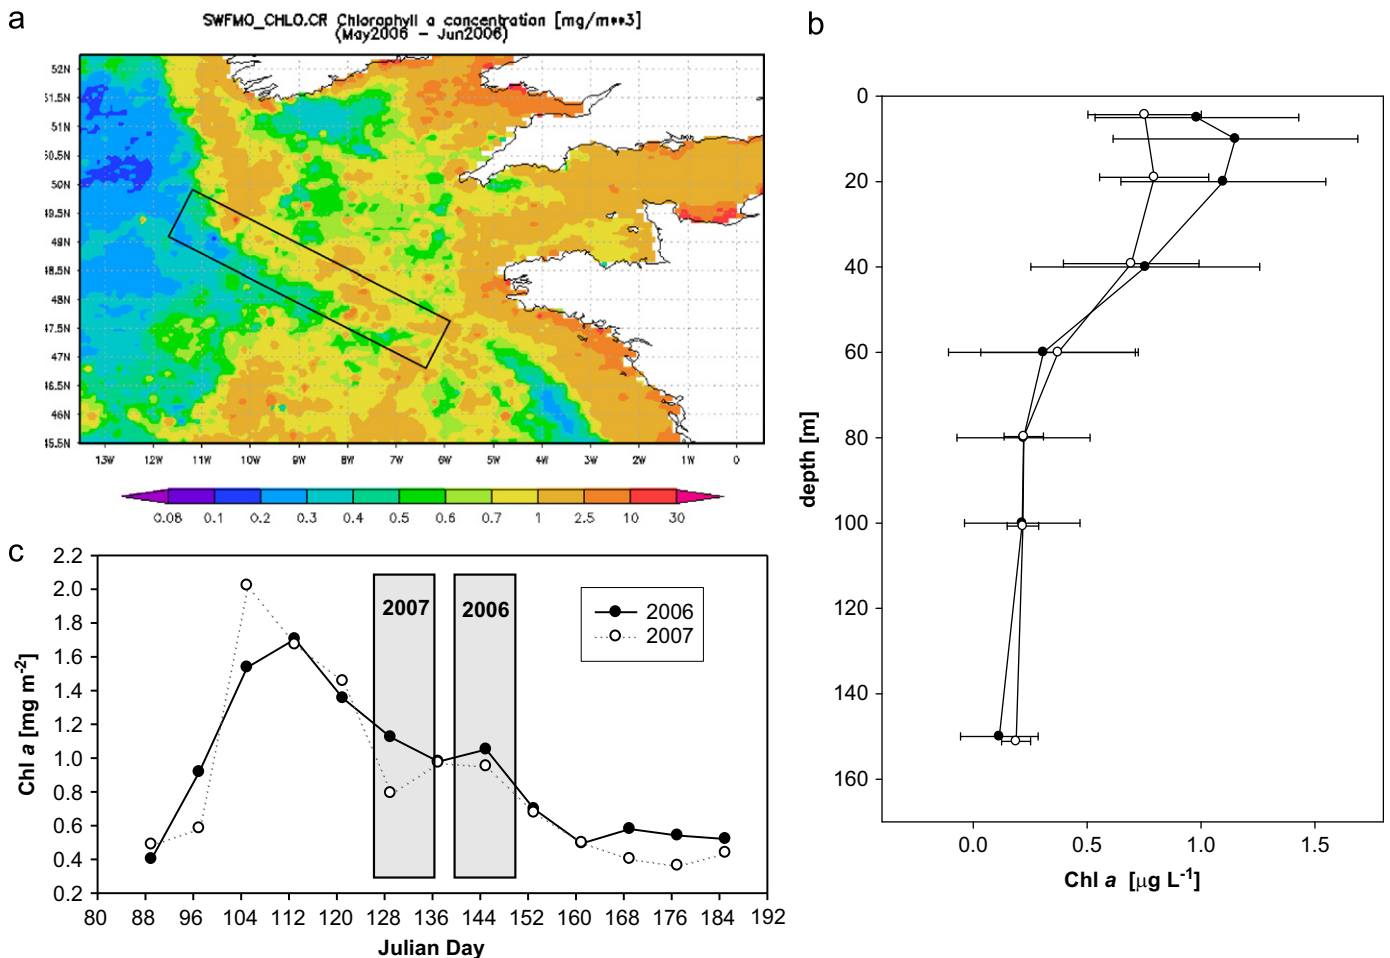 a
SWFMO_CHLO.CR Chlorophyll a concentration [mg/m**3]
(May2006 - Jun2006)
52N
51.5N
51N
50.5N
50N
49.5N
49N
48.5N
48N
47.5N
47N
46.5N
46N
45.5N
13W 12W 11W 10W 9W 8W 7W 6W 5W 4W 3W 2W 1W 0
0.08 0.1 0.2 0.3 0.4 0.5 0.6 0.7 1 2.5 10 30
b
0
20
40
60
80
100
120
140
160
depth [m]
0.0 0.5 1.0 1.5
Chl a [μg L-1]
c
2.2
2.0
1.8
1.6
1.4
1.2
1.0
0.8
0.6
0.4
0.2
Chl a [mg m-2]
2007
2006
2006
2007
80 88 96 104 112 120 128 136 144 152 160 168 176 184 192
Julian Day